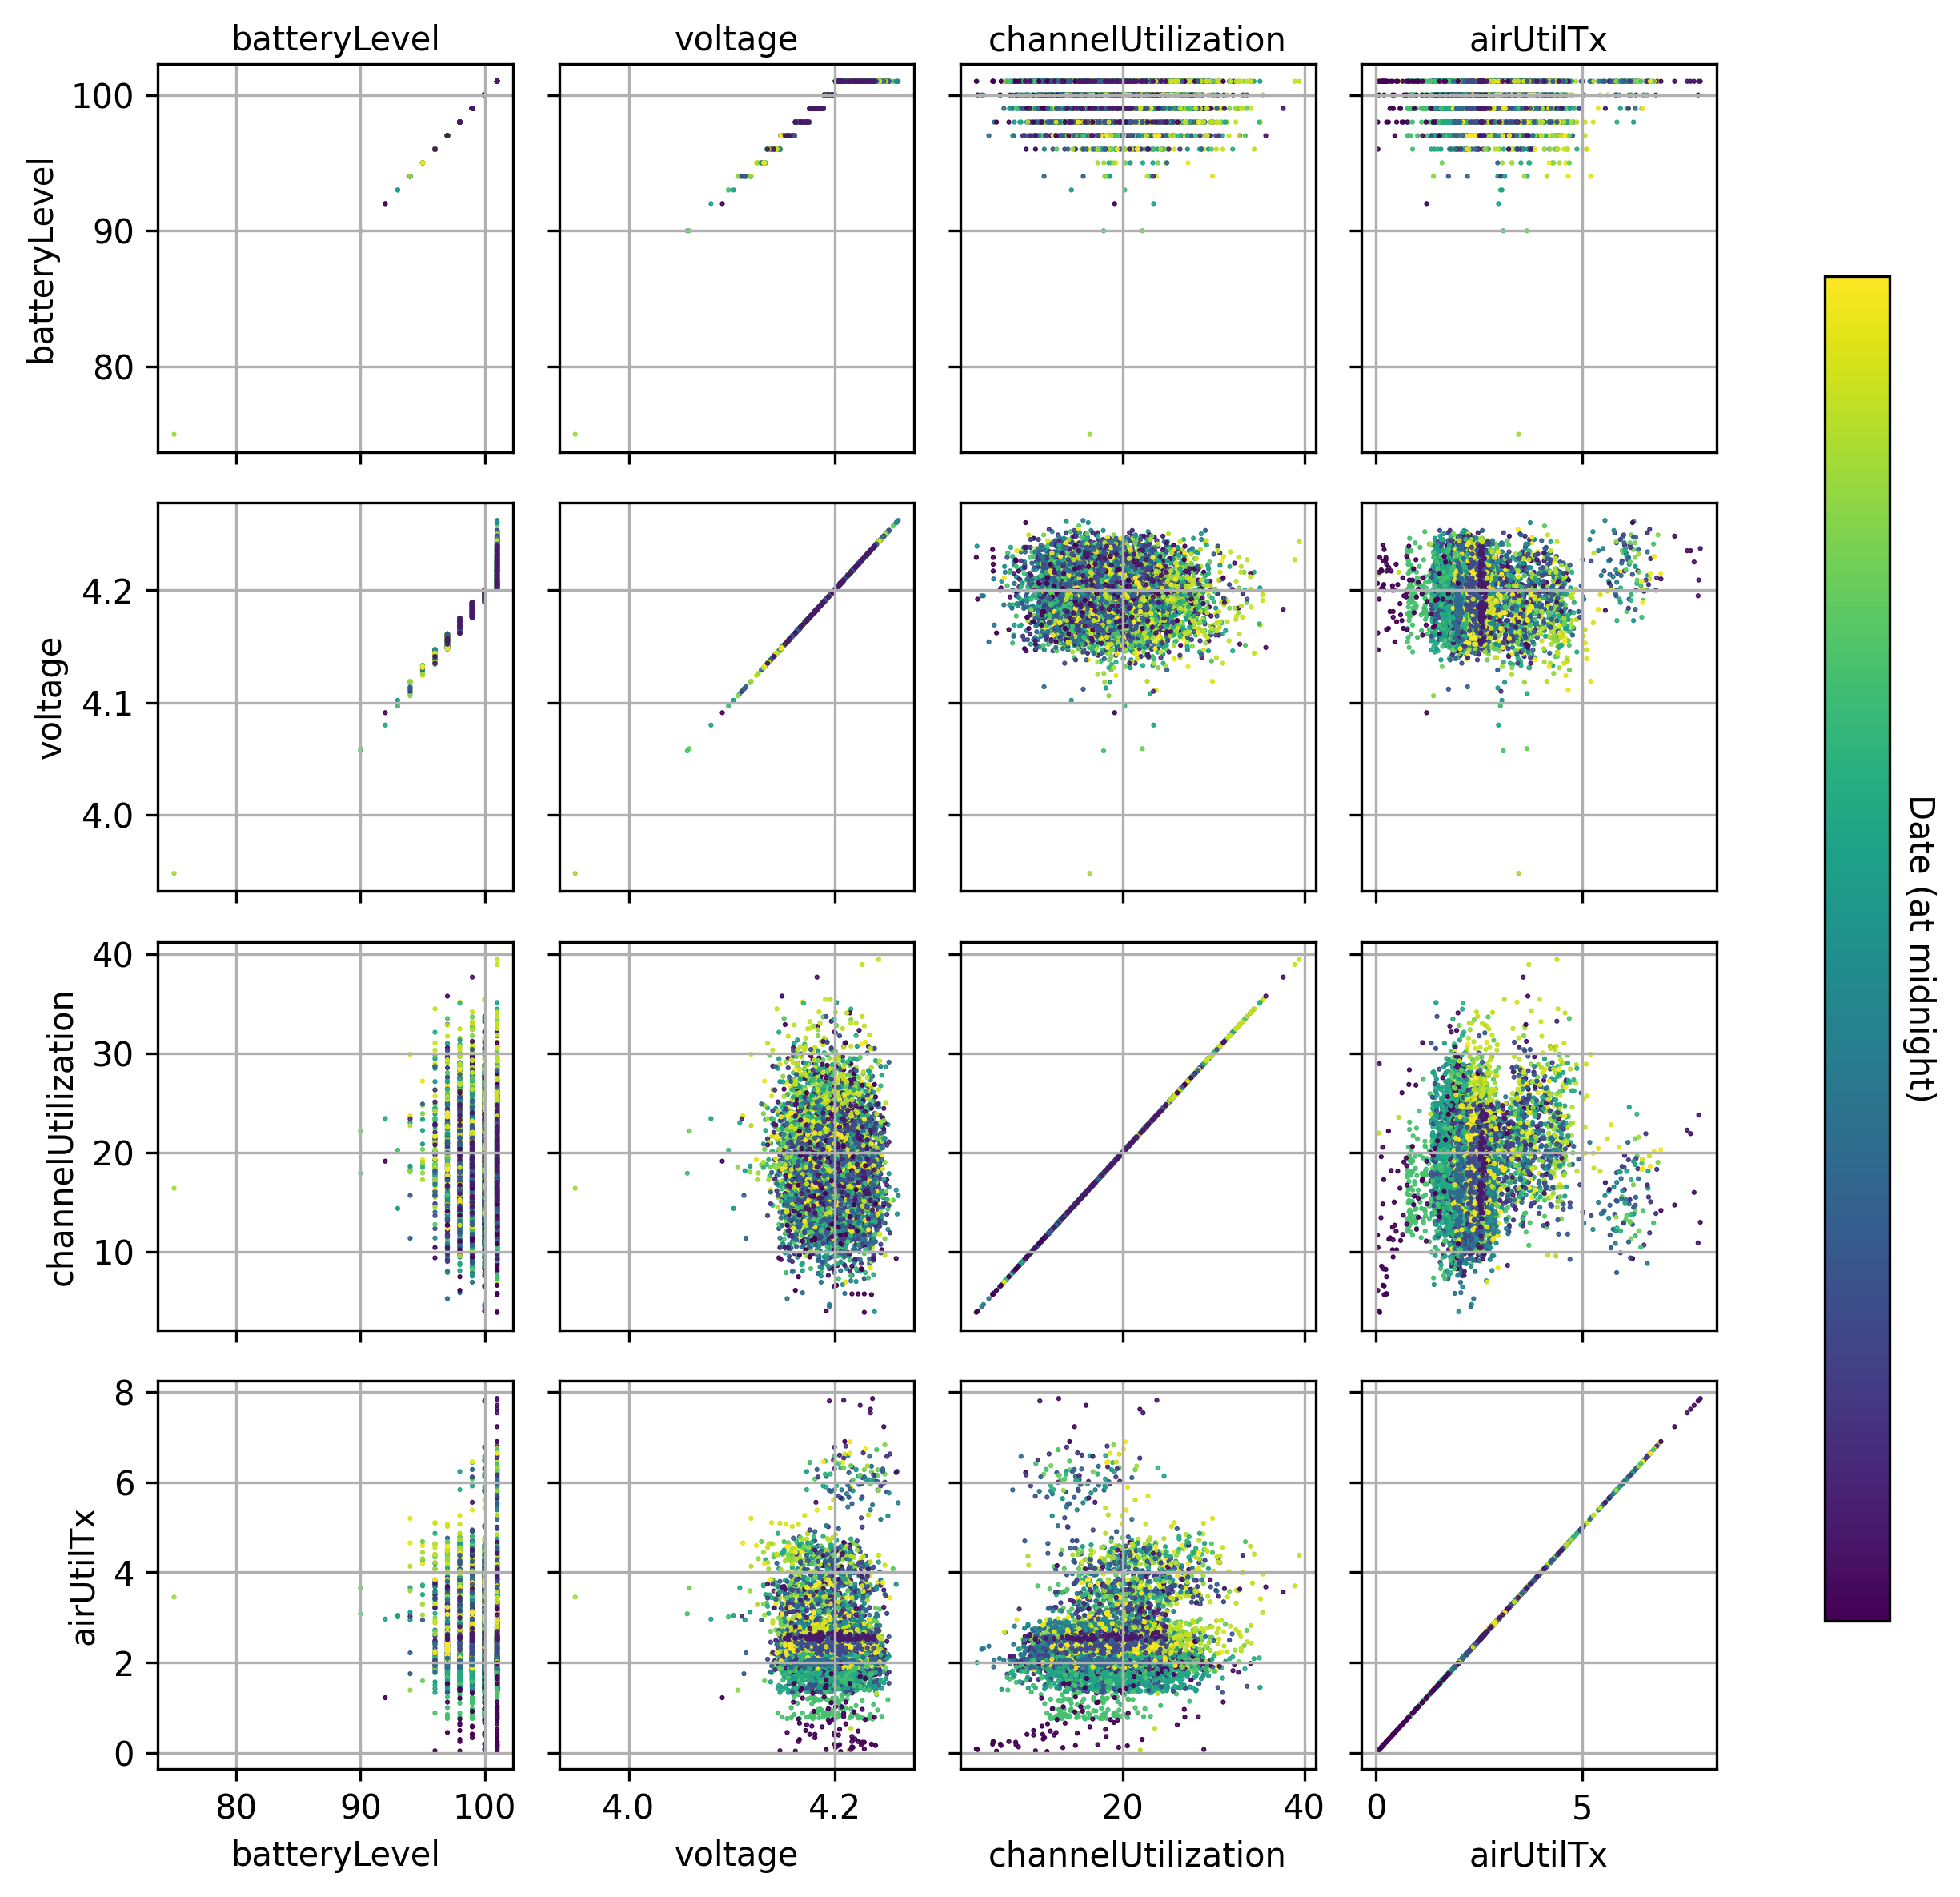 batteryLevel voltage channelUtilization airUtilTx
batteryLevel
100
90
80
voltage
4.2
4.1
4.0
channelUtilization
40
30
20
10
airUtilTx
8
6
4
2
0
80 90 100 4.0 4.2 20 40 0 5
batteryLevel voltage channelUtilization airUtilTx
Date (at midnight)